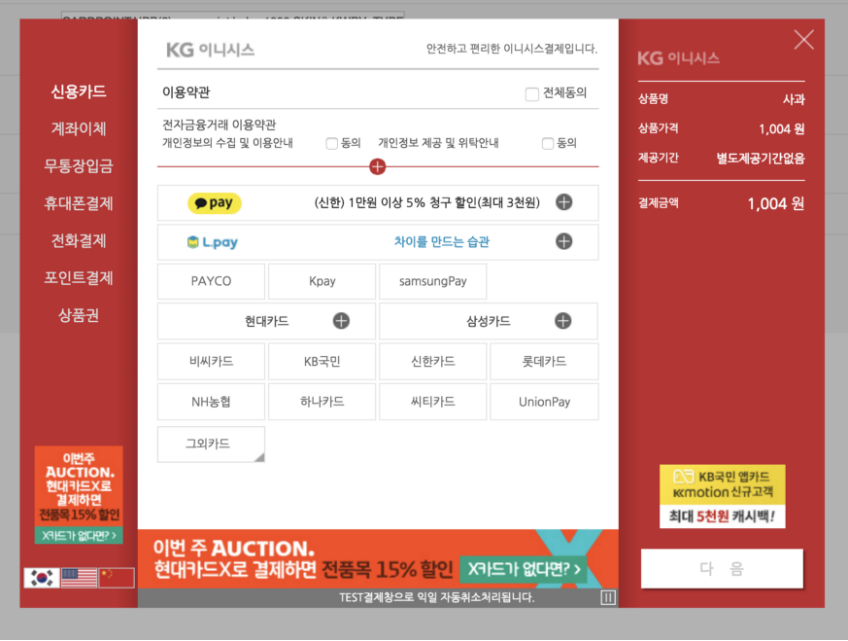 KG 이니시스
안전하고 편리한 이니시스결제입니다.
신용카드
계좌이체
무통장입금
휴대폰결제
전화결제
포인트결제
상품권
이용약관
전체동의
전자금융거래 이용약관
개인정보의 수집 및 이용안내
동의
개인정보 제공 및 위탁안내
동의
pay
(신한) 1만원 이상 5% 청구 할인(최대 3천원)
L.pay
차이를 만드는 습관
PAYCO
Kpay
samsungPay
현대카드
삼성카드
비씨카드
KB국민
신한카드
롯데카드
NH농협
하나카드
씨티카드
UnionPay
그외카드
이번주
AUCTION.
현대카드X로
결제하면
전품목 15% 할인
X카드가 없다면? >
이번 주 AUCTION.
현대카드X로 결제하면 전품목 15% 할인
X카드가 없다면? >
TEST결제창으로 익일 자동취소처리됩니다.
KG 이니시스
상품명 사과
상품가격 1,004 원
제공기간 별도제공기간없음
결제금액 1,004 원
KB국민 앱카드
K-motion 신규고객
최대 5천원 캐시백!
다 음